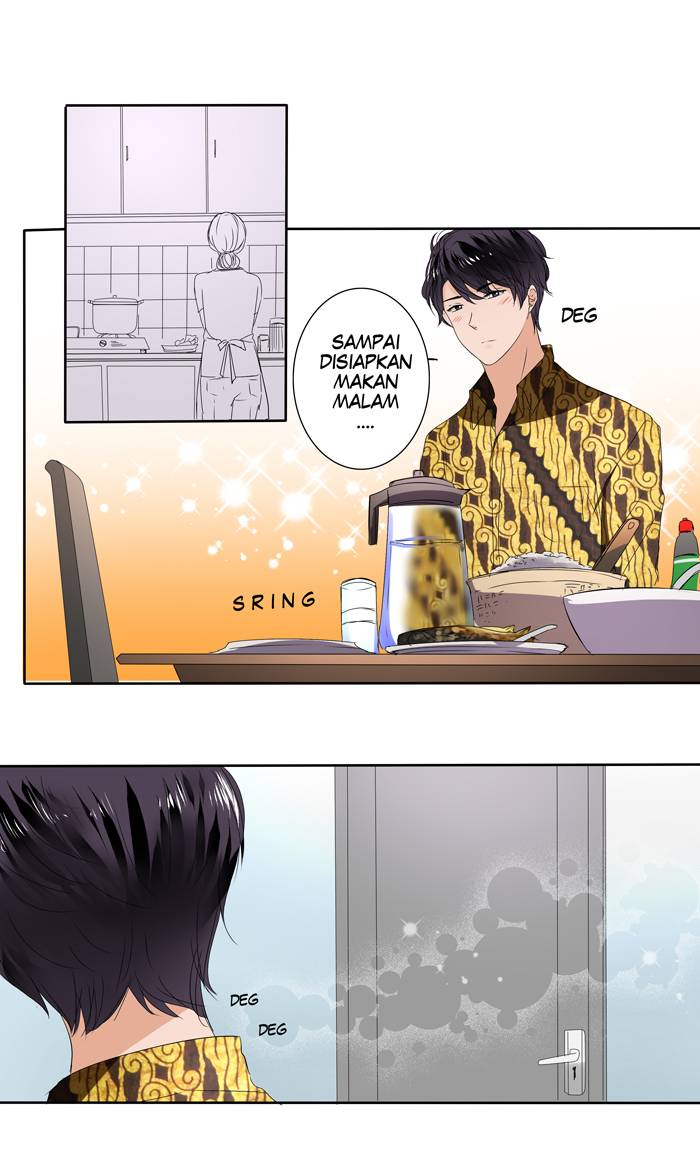 SAMPAI
DISIAPKAN
MAKAN
MALAM
....
DEG
SRING
DEG
DEG